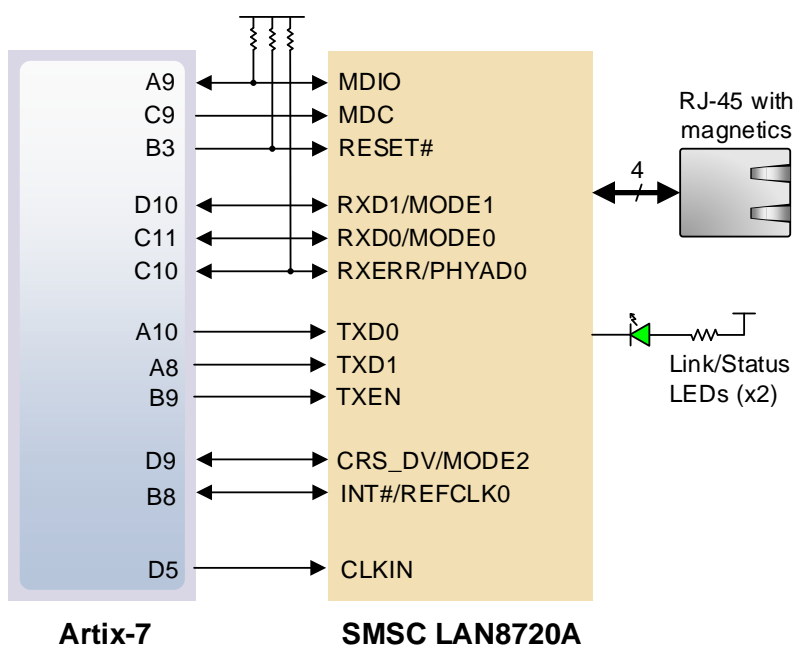 A9 MDIO
C9 MDC
B3 RESET#
D10 RXD1/MODE1
C11 RXD0/MODE0
C10 RXERR/PHYAD0
A10 TXD0
A8 TXD1
B9 TXEN
D9 CRS_DV/MODE2
B8 INT#/REFCLK0
D5 CLKIN
RJ-45 with
magnetics
4
Link/Status
LEDs (x2)
Artix-7
SMSC LAN8720A